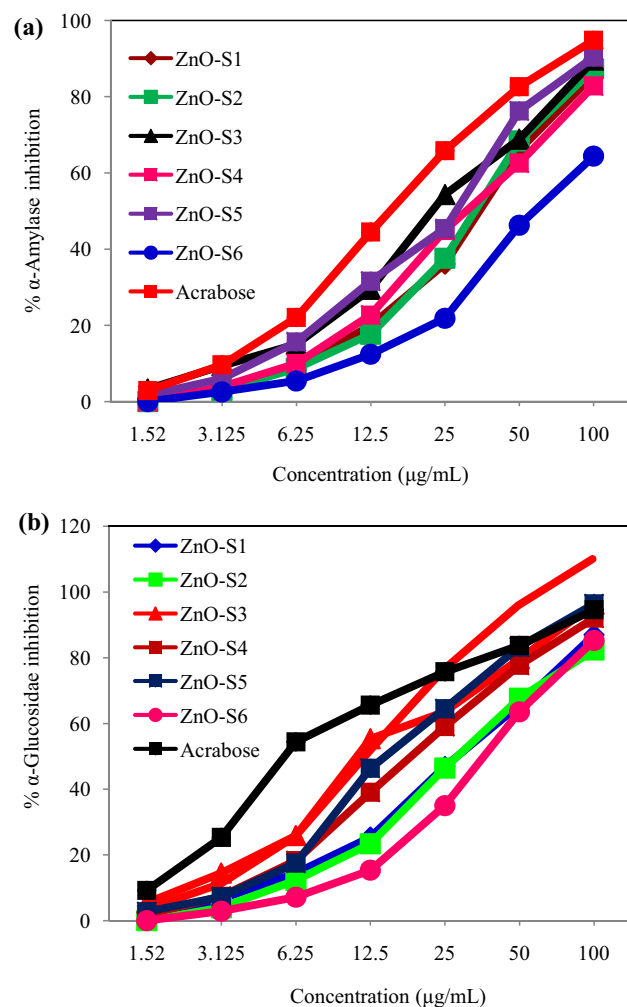 (a)
100
80
60
40
20
0
% α-Amylase inhibition
ZnO-S1
ZnO-S2
ZnO-S3
ZnO-S4
ZnO-S5
ZnO-S6
Acrabose
1.52 3.125 6.25 12.5 25 50 100
Concentration (μg/mL)
(b)
120
100
80
60
40
20
0
% α-Glucosidae inhibition
ZnO-S1
ZnO-S2
ZnO-S3
ZnO-S4
ZnO-S5
ZnO-S6
Acrabose
1.52 3.125 6.25 12.5 25 50 100
Concentration (μg/mL)